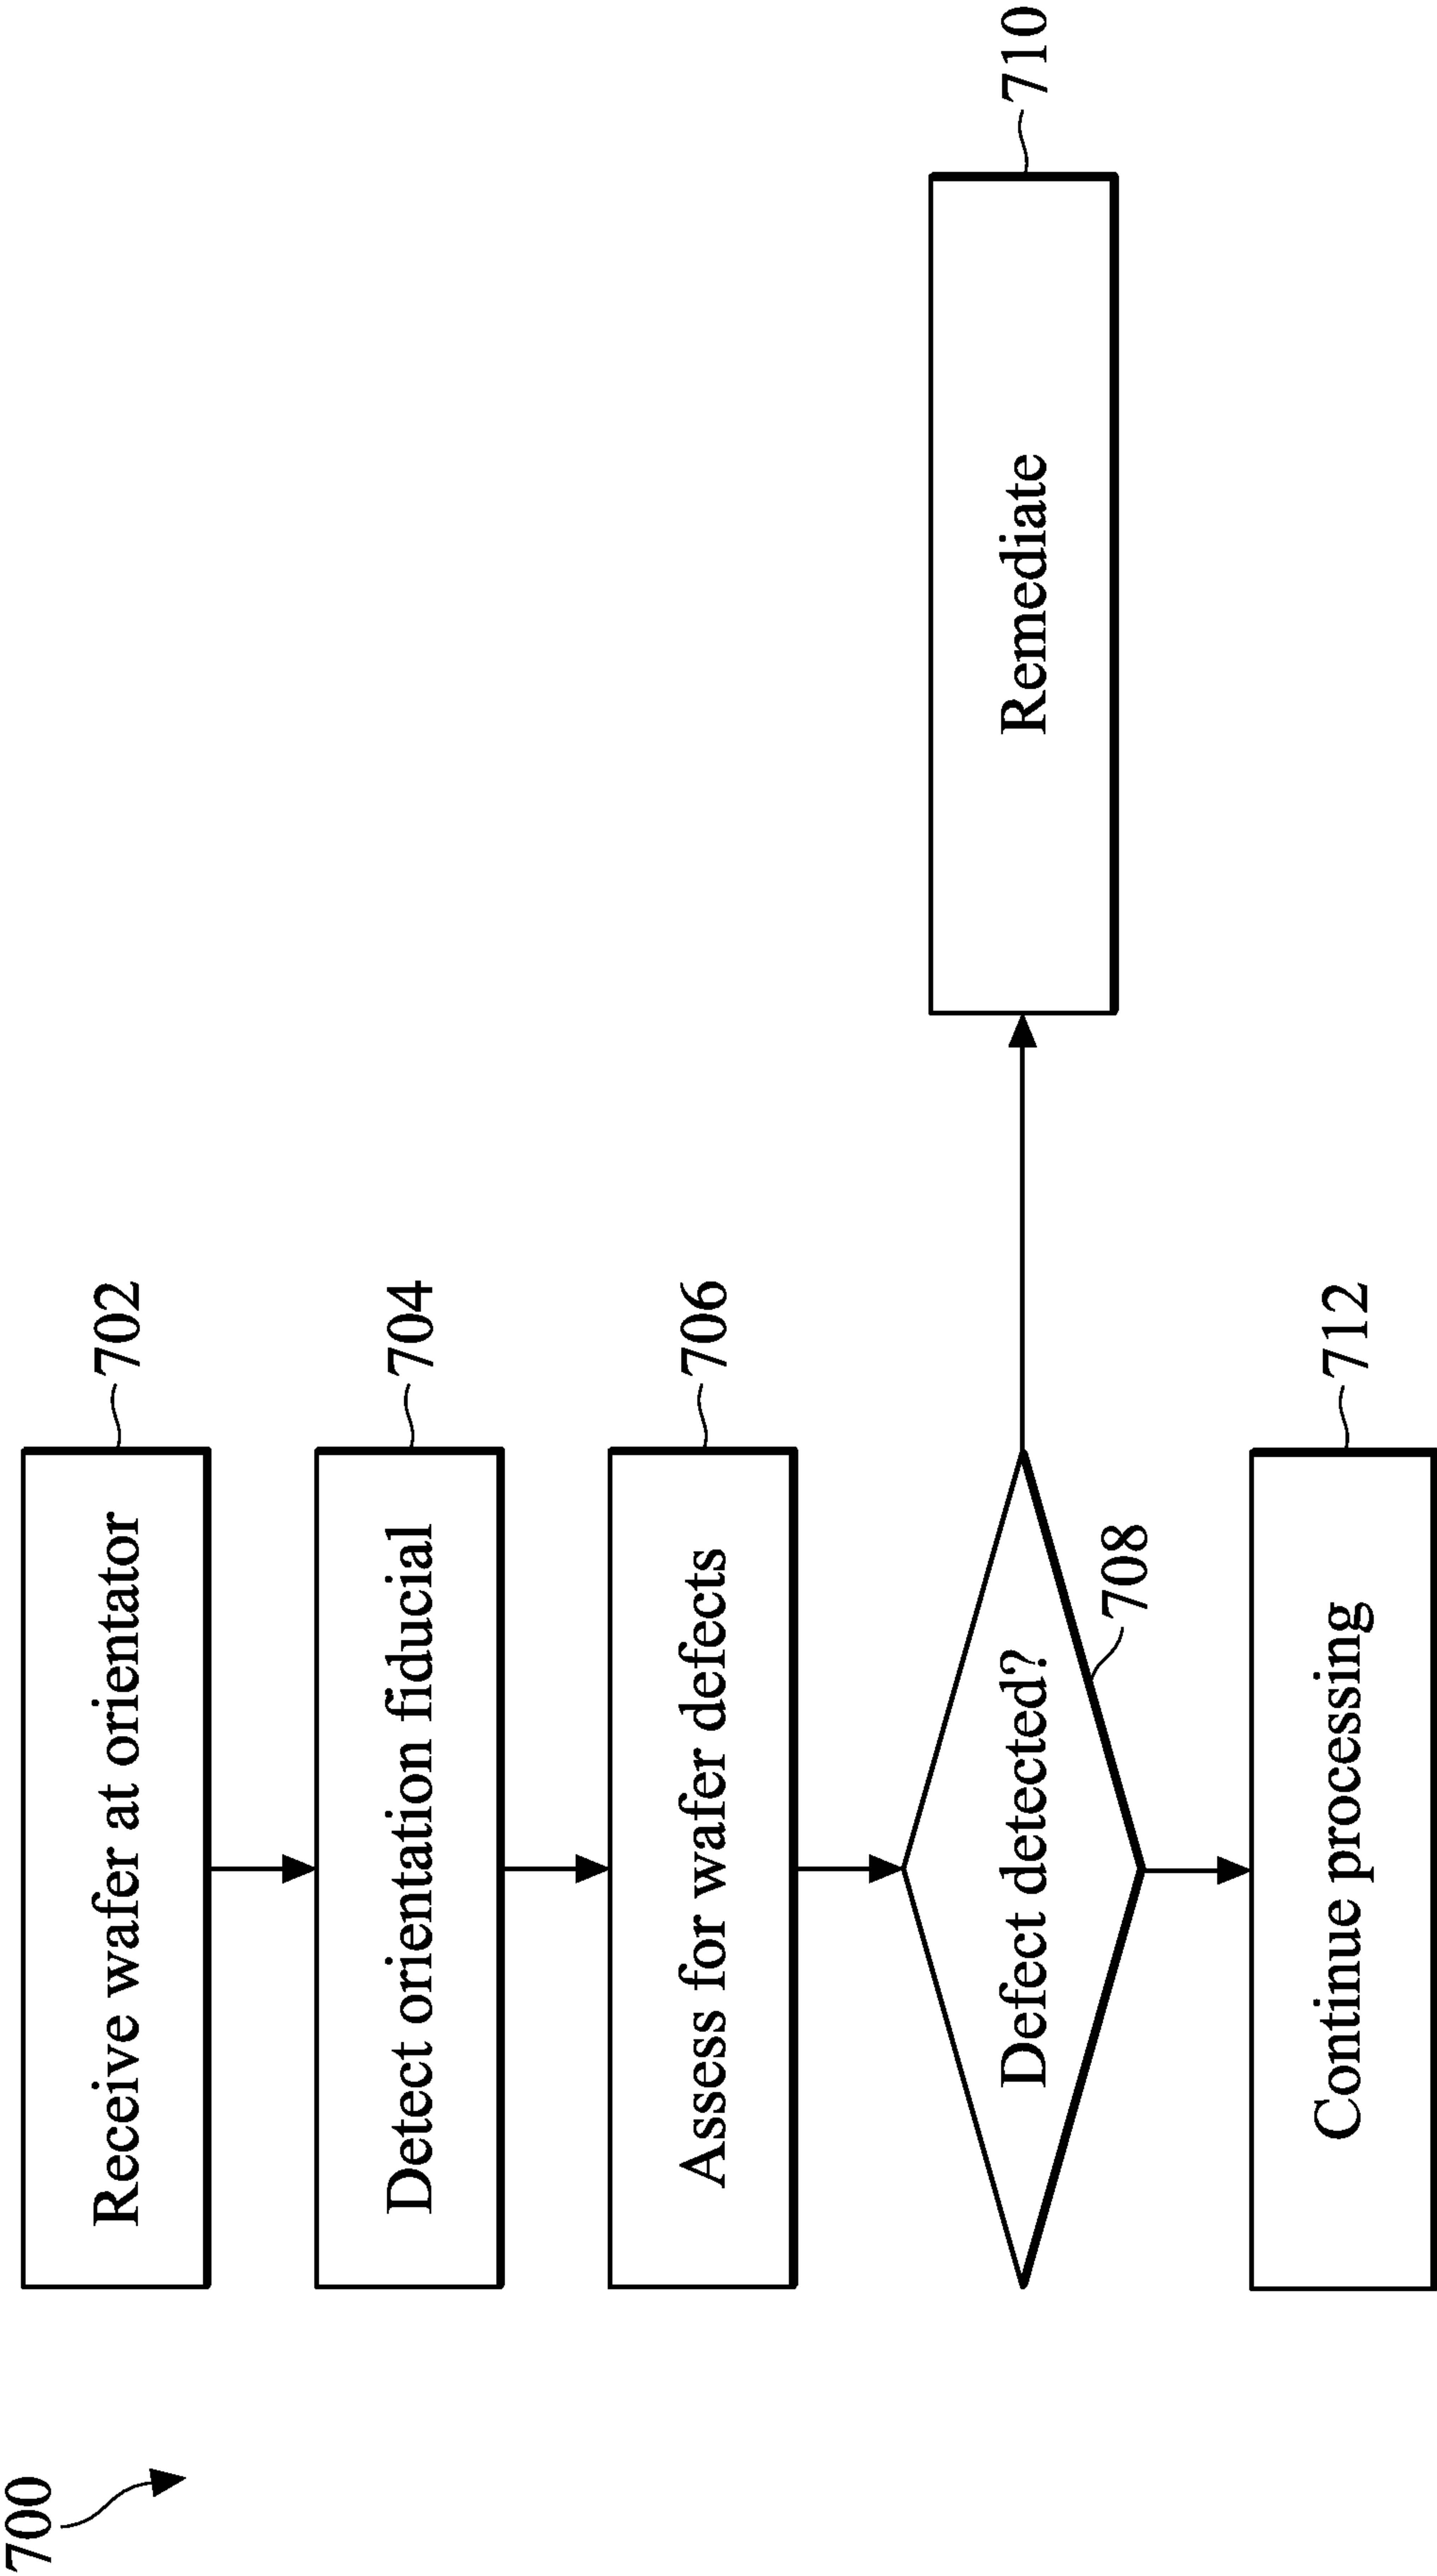 700
Receive wafer at orientator
702
Detect orientation fiducial
704
Assess for wafer defects
706
Defect detected?
708
Remediate
710
Continue processing
712